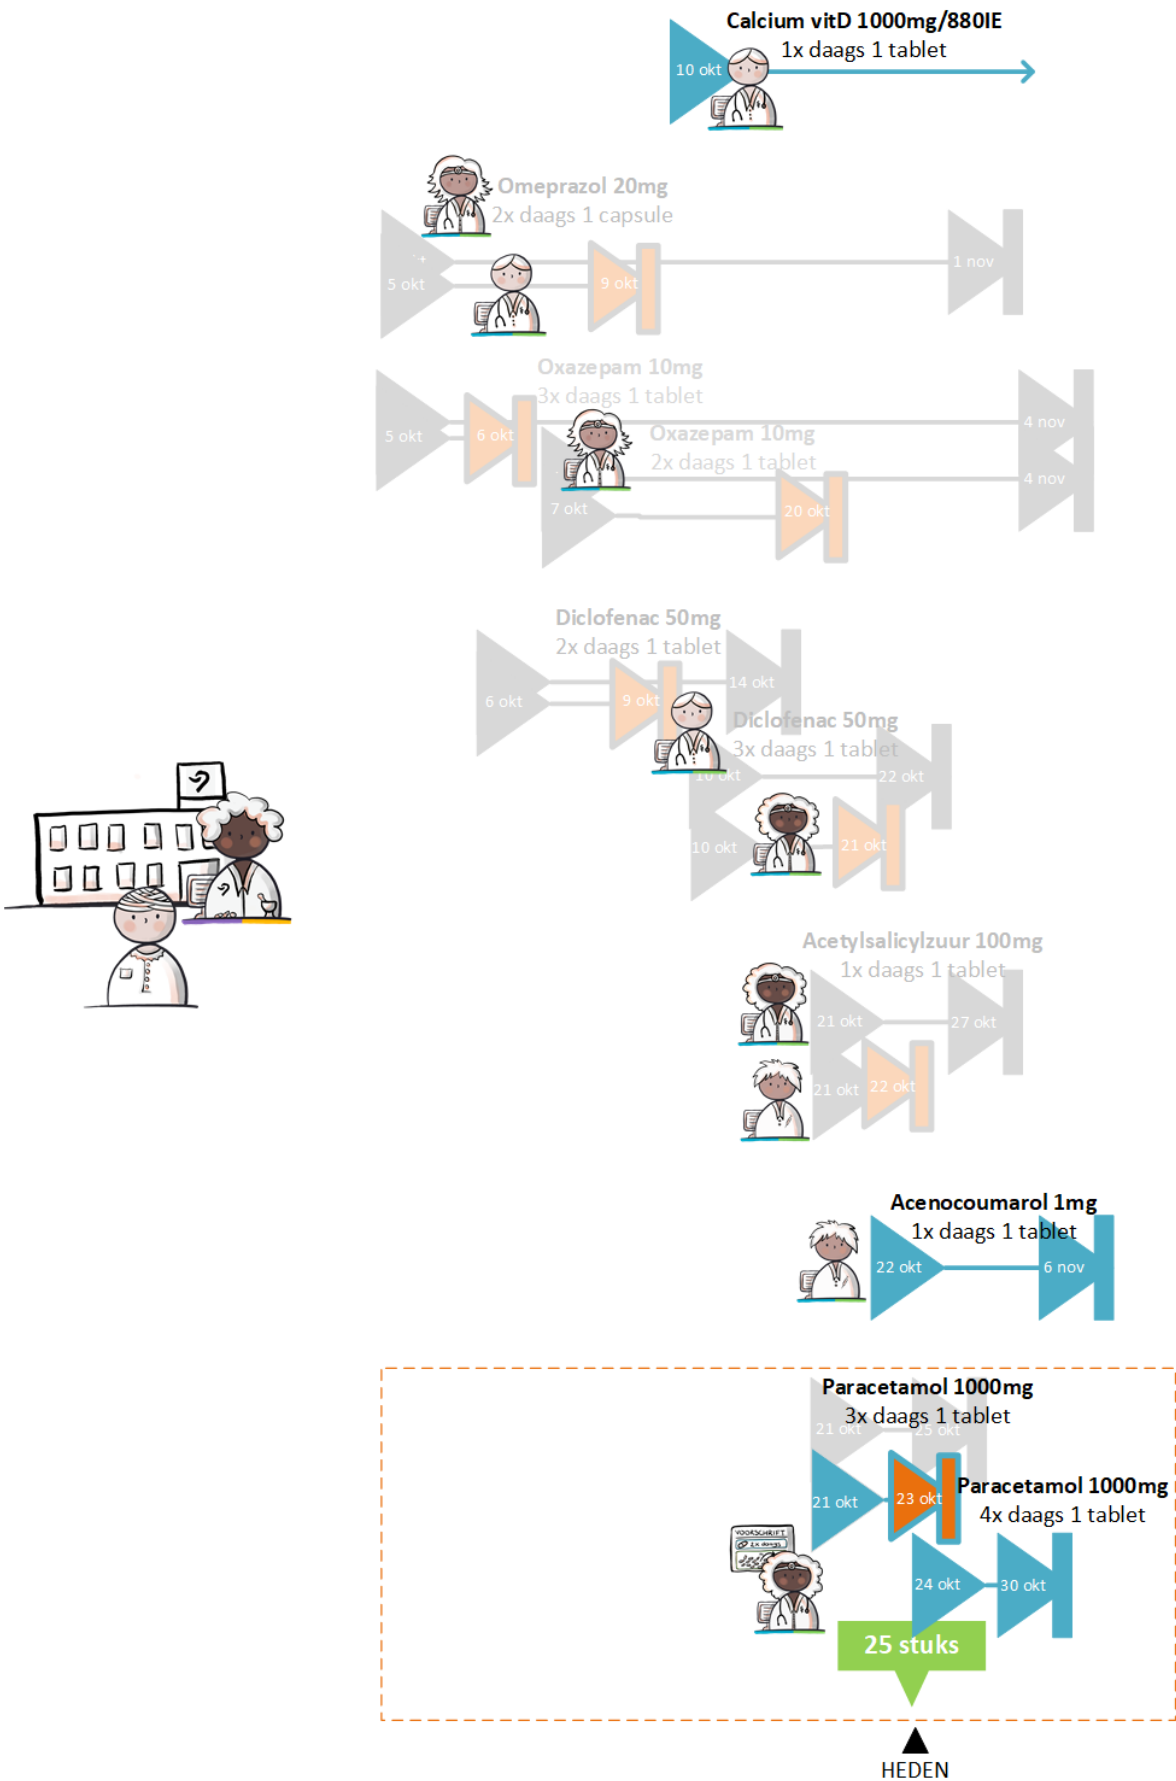 Calcium vitD 1000mg/880IE
1x daags 1 tablet
10 okt
Omeprazol 20mg
2x daags 1 capsule
1 nov
5 okt
9 okt
Oxazepam 10mg
3x daags 1 tablet
5 okt
6 okt
4 nov
Oxazepam 10mg
2x daags 1 tablet
4 nov
7 okt
20 okt
Diclofenac 50mg
2x daags 1 tablet
6 okt
9 okt
14 okt
Diclofenac 50mg
3x daags 1 tablet
10 okt
22 okt
10 okt
21 okt
Acetylsalicylzuur 100mg
1x daags 1 tablet
21 okt
27 okt
21 okt
22 okt
Acenocoumarol 1mg
1x daags 1 tablet
22 okt
6 nov
Paracetamol 1000mg
3x daags 1 tablet
21 okt
25 okt
21 okt
23 okt
Paracetamol 1000mg
4x daags 1 tablet
VOORSCHRIFT
2x daags
24 okt
30 okt
25 stuks
HEDEN